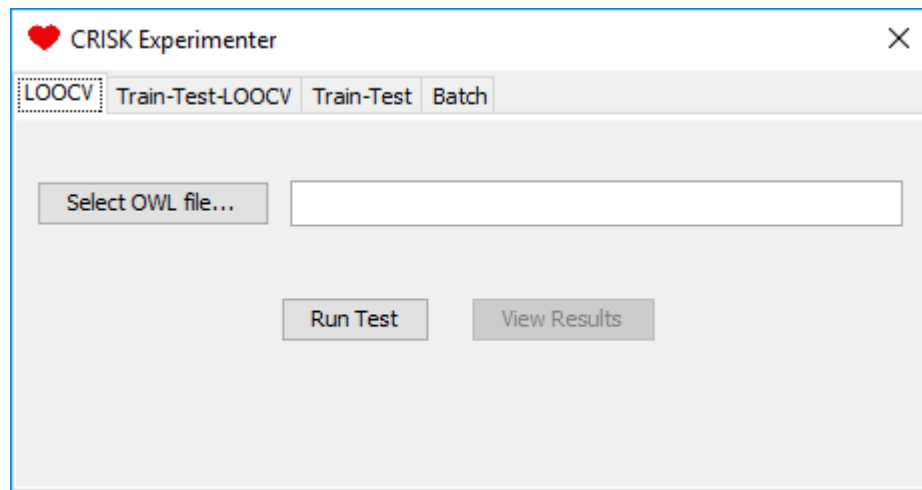 CRISK Experimenter
LOOCV Train-Test-LOOCV Train-Test Batch
Select OWL file...
Run Test View Results